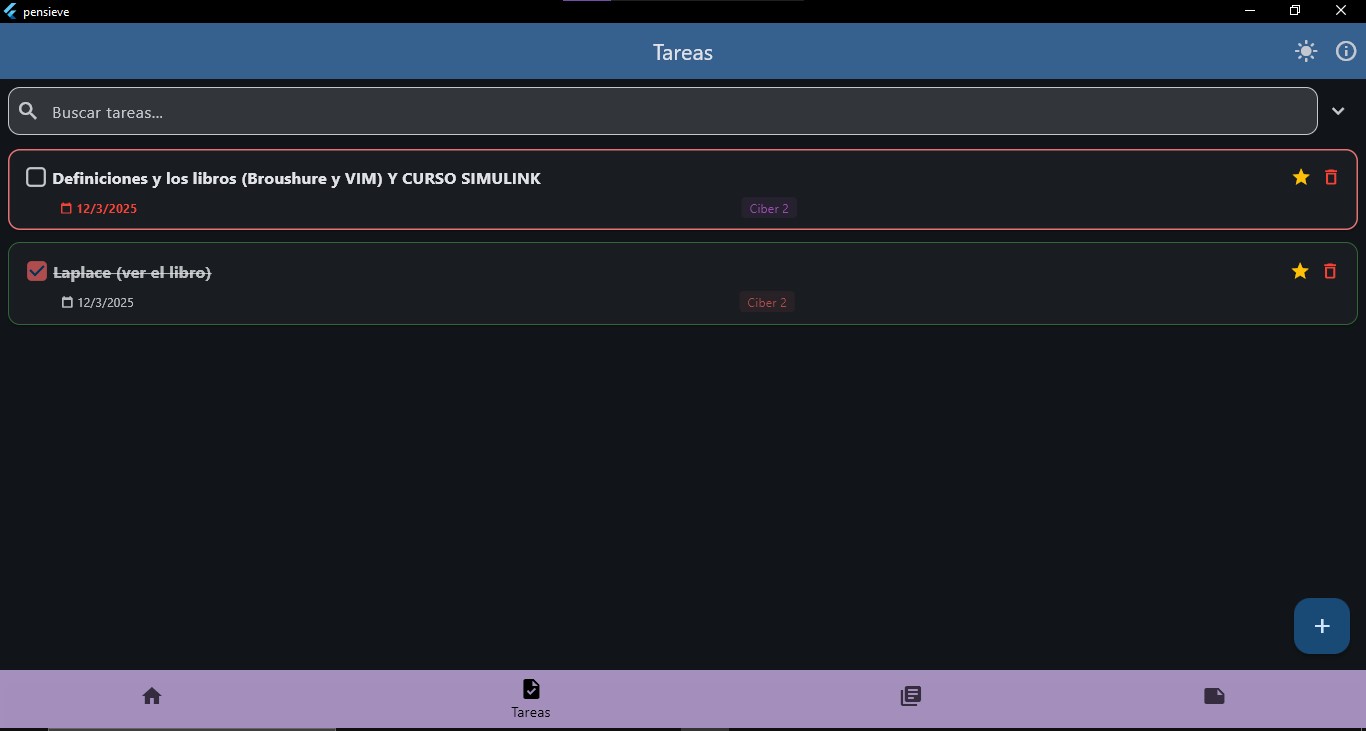 pensieve
Tareas
Buscar tareas...
Definiciones y los libros (Broushure y VIM) Y CURSO SIMULINK
12/3/2025
Ciber 2
Laplace (ver el libro)
12/3/2025
Ciber 2
Tareas